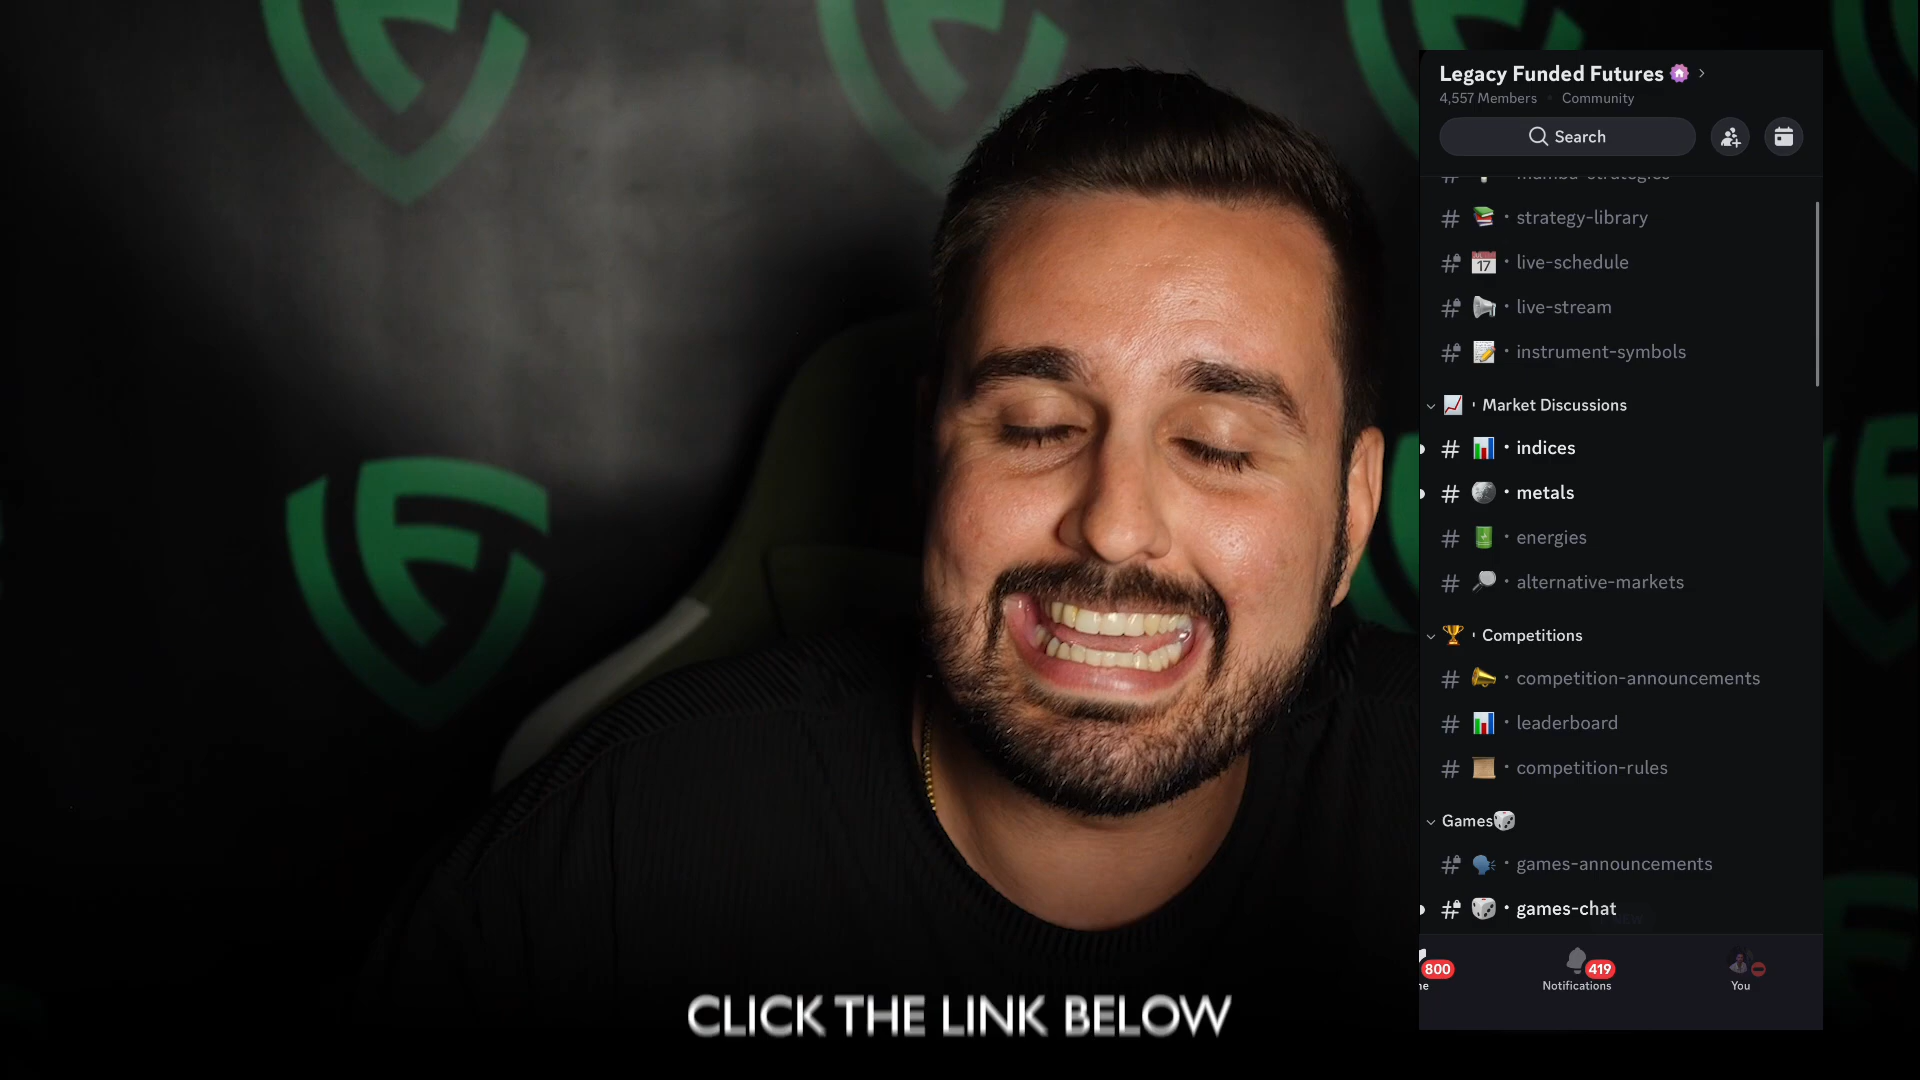 Legacy Funded Futures
4,557 Members • Community
Search
mamba-strategies
strategy-library
live-schedule
live-stream
instrument-symbols
Market Discussions
indices
metals
energies
alternative-markets
Competitions
competition-announcements
leaderboard
competition-rules
Games
games-announcements
games-chat
800
419
Notifications
You
CLICK THE LINK BELOW